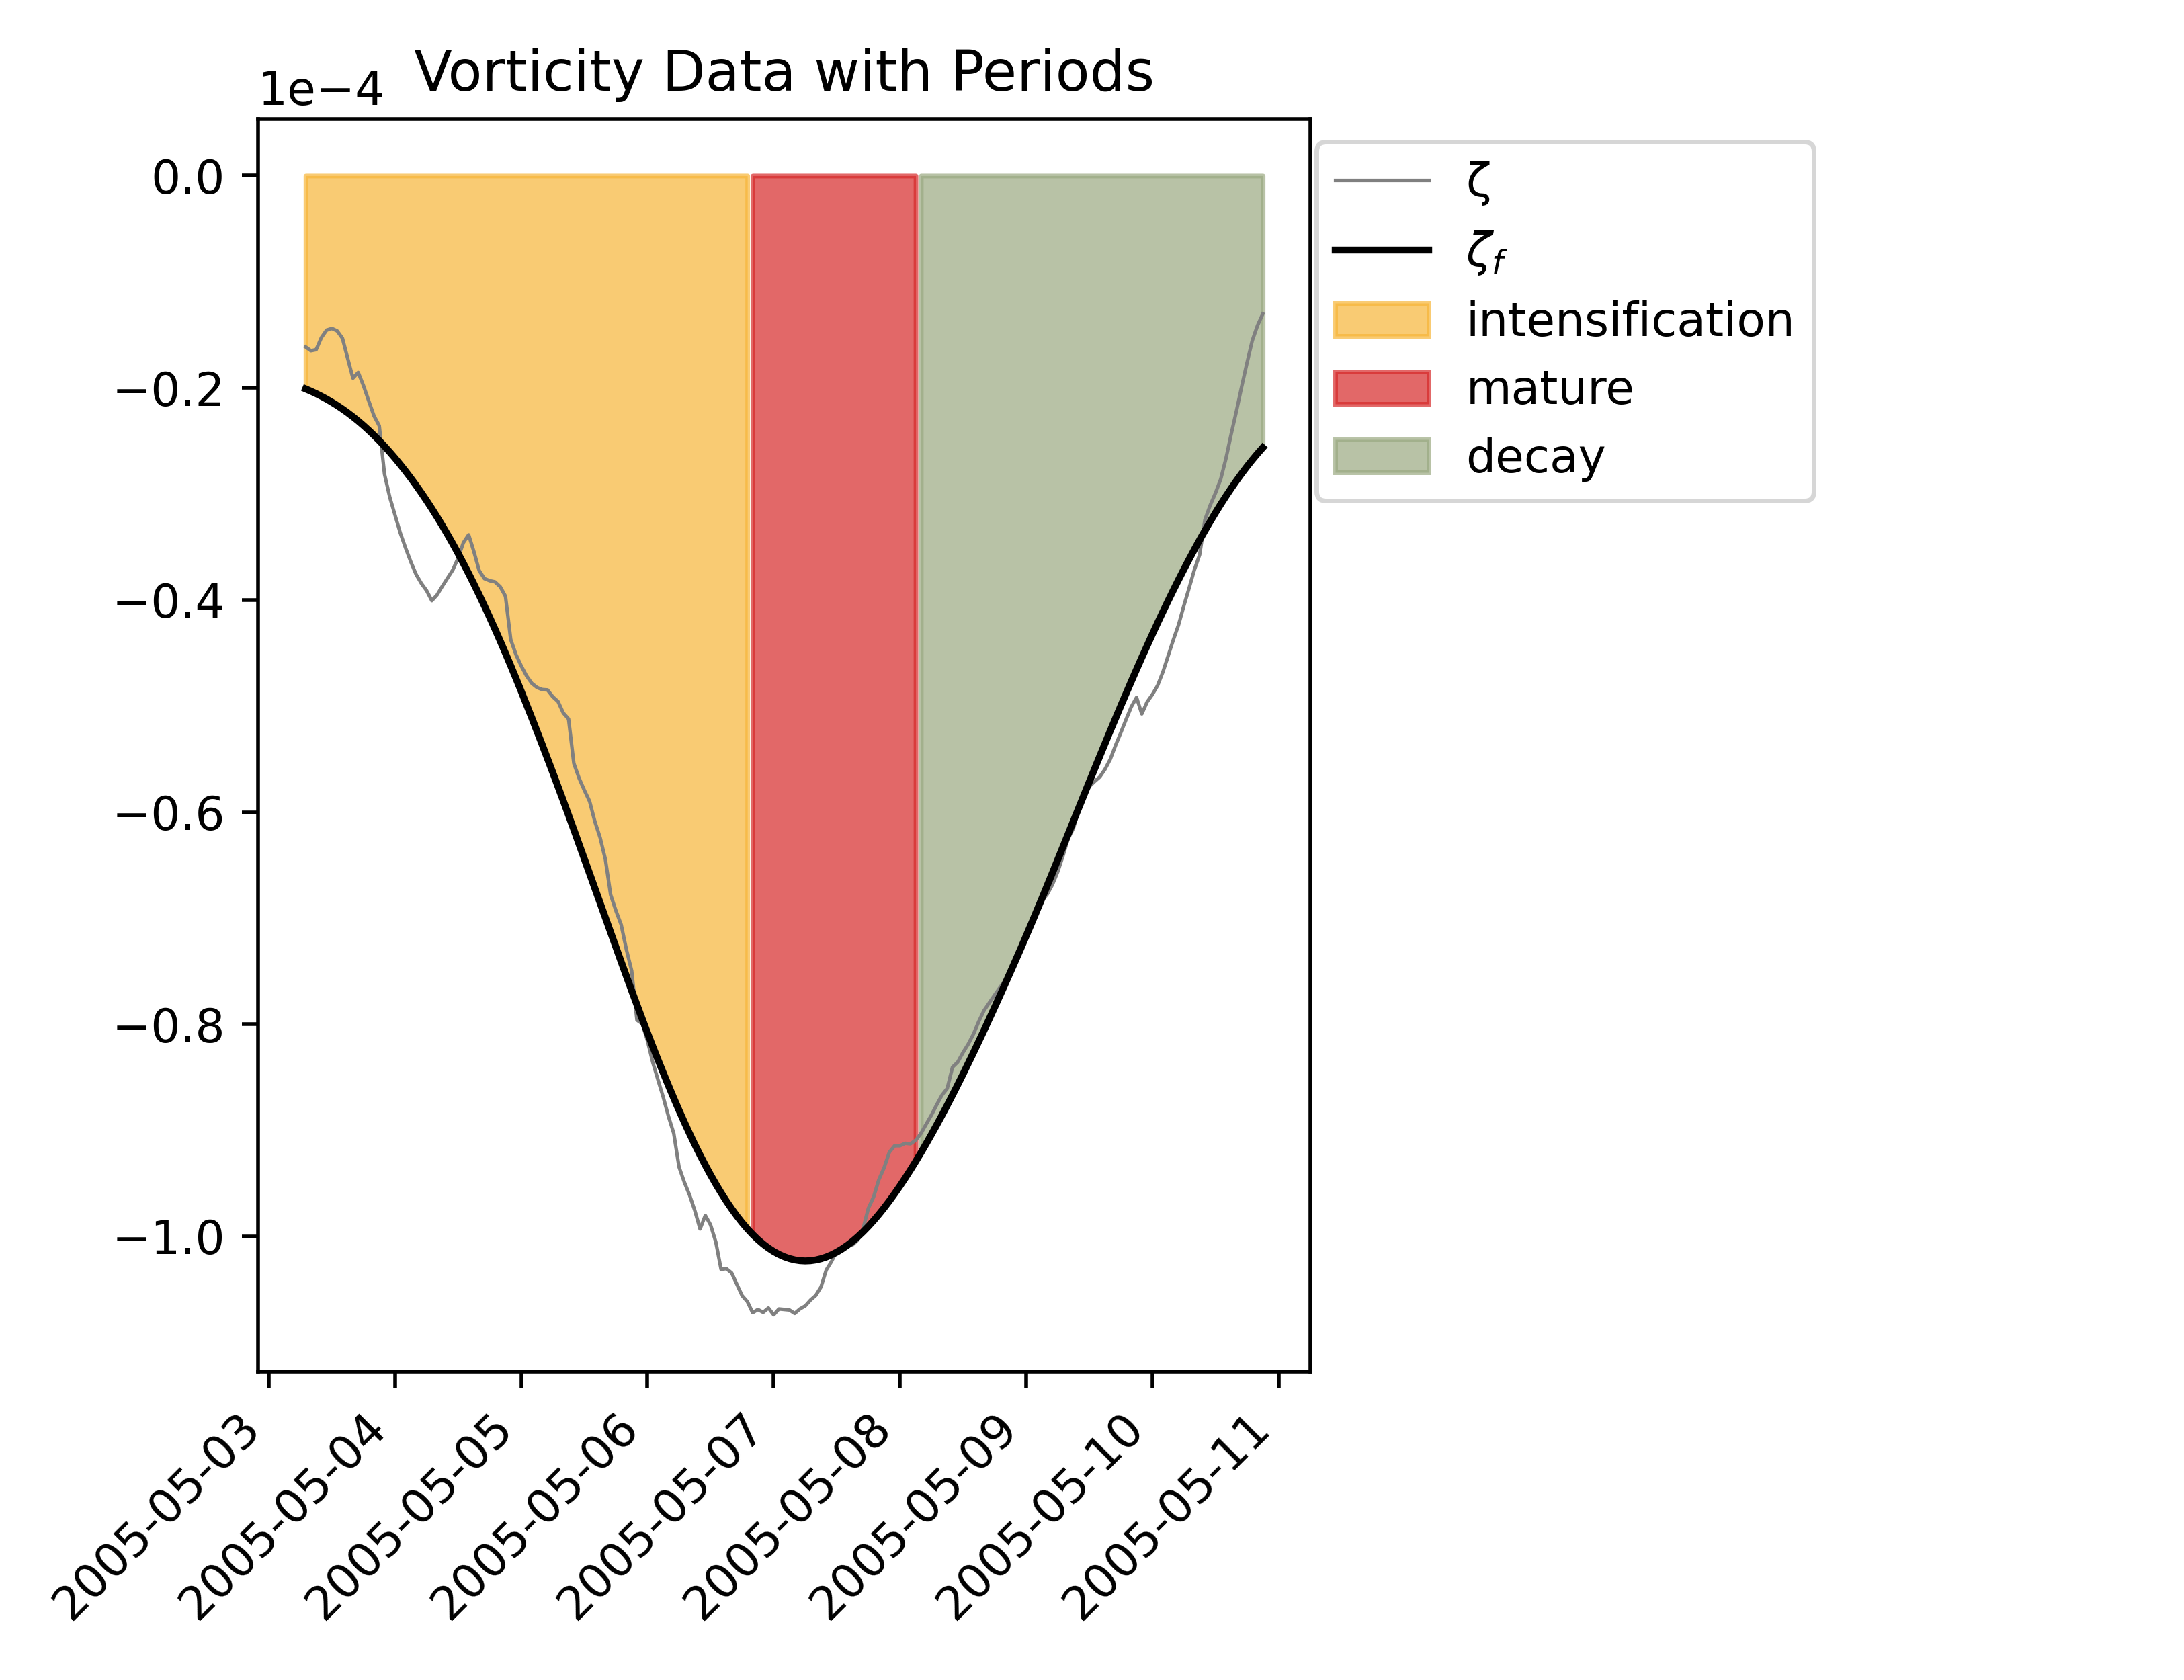 Vorticity Data with Periods
1e−4
0.0
−0.2
−0.4
−0.6
−0.8
−1.0
2005-05-03
2005-05-04
2005-05-05
2005-05-06
2005-05-07
2005-05-08
2005-05-09
2005-05-10
2005-05-11
ζ
ζf
intensification
mature
decay